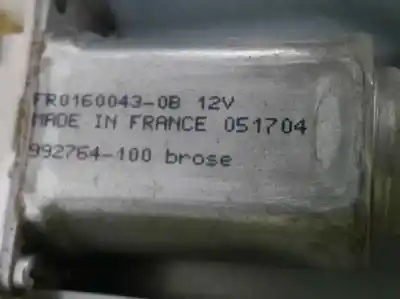 FR0160043-0B 12V
MADE IN FRANCE 051704
992764-100 brose